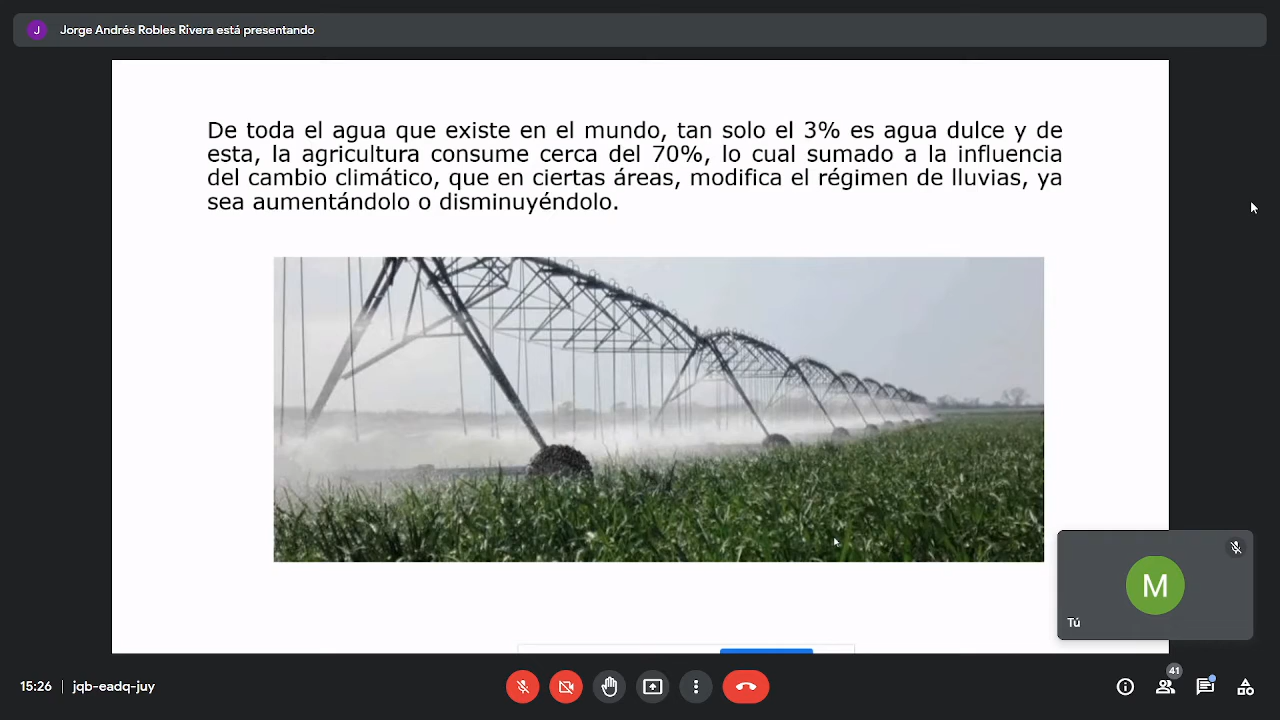 J Jorge Andrés Robles Rivera está presentando
De toda el agua que existe en el mundo, tan solo el 3% es agua dulce y de
esta, la agricultura consume cerca del 70%, lo cual sumado a la influencia
del cambio climático, que en ciertas áreas, modifica el régimen de lluvias, ya
sea aumentándolo o disminuyéndolo.
M
Tú
15:26 | jqb-eadq-juy
41